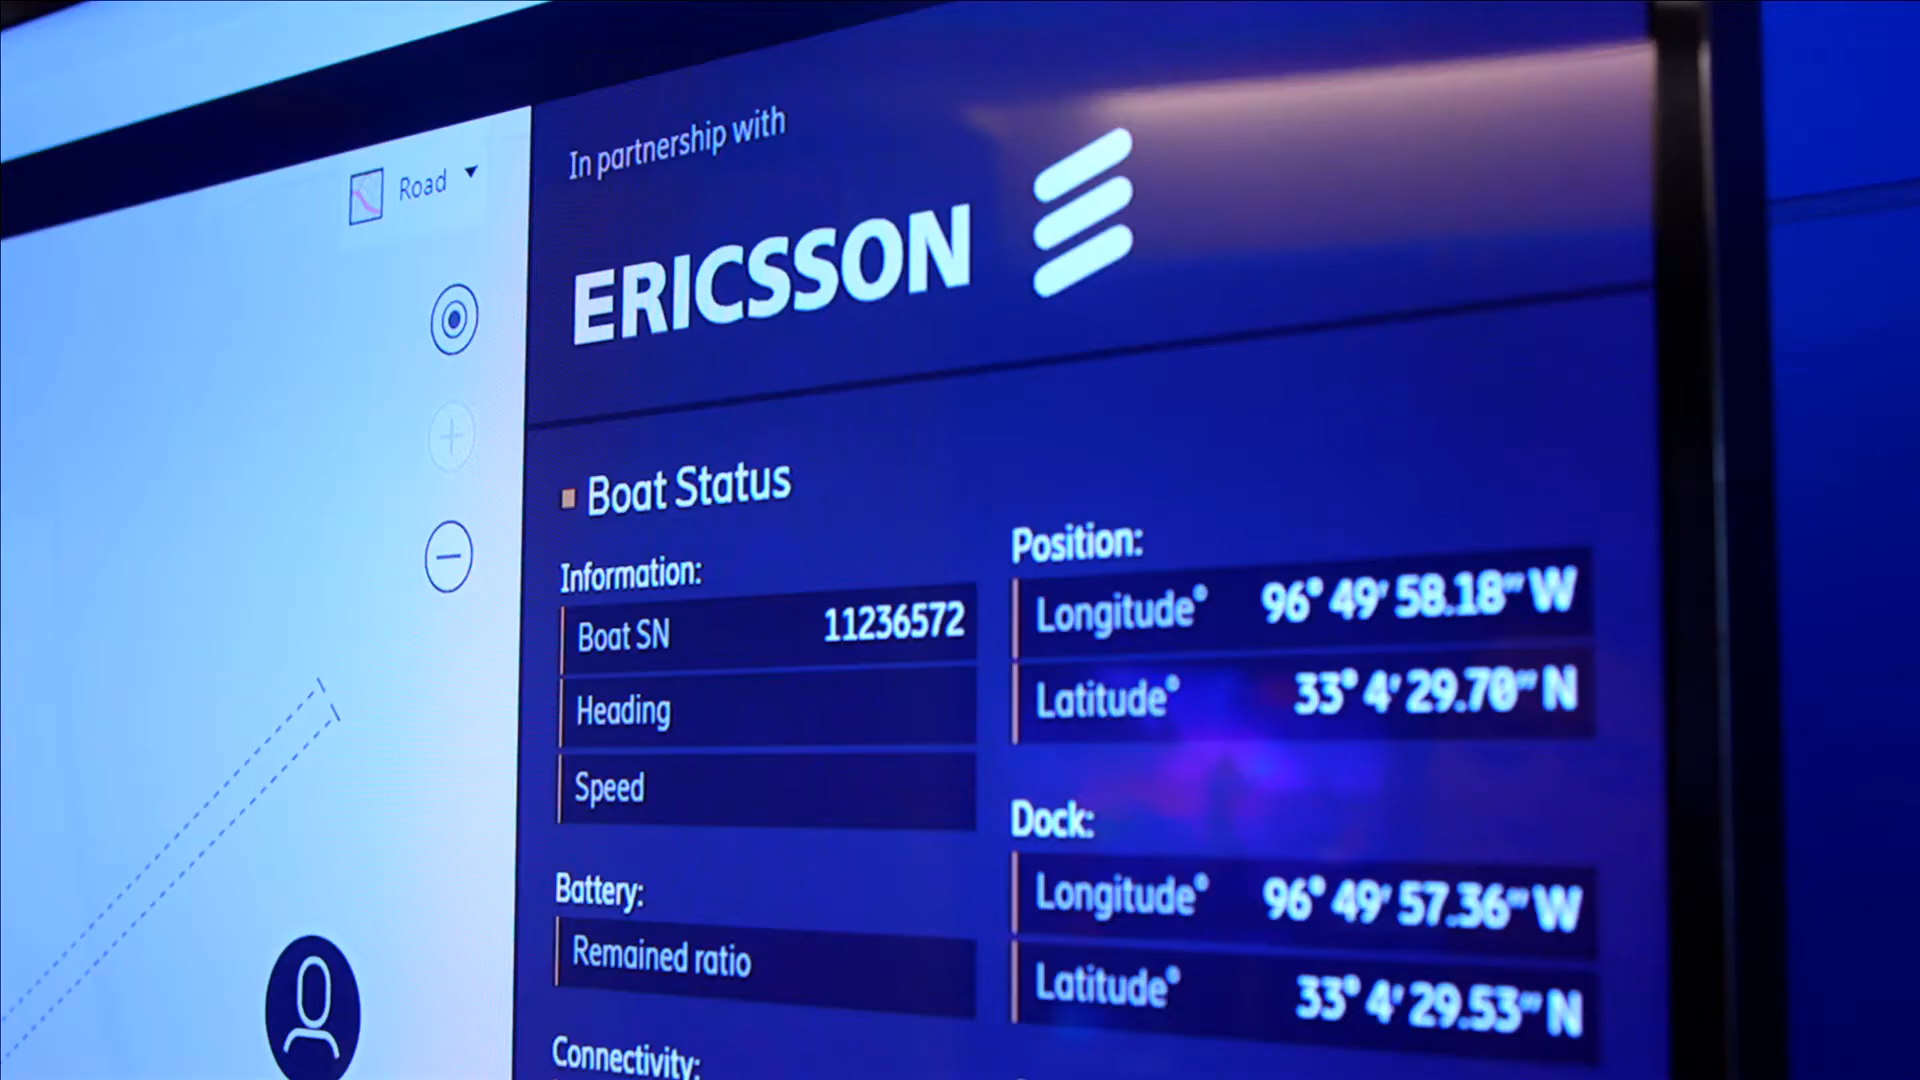 Road
In partnership with
ERICSSON
Boat Status
Information:
Boat SN 11236572
Heading
Speed
Battery:
Remained ratio
Connectivity:
Position:
Longitude° 96° 49' 58.18" W
Latitude° 33° 4' 29.70" N
Dock:
Longitude° 96° 49' 57.36" W
Latitude° 33° 4' 29.53" N